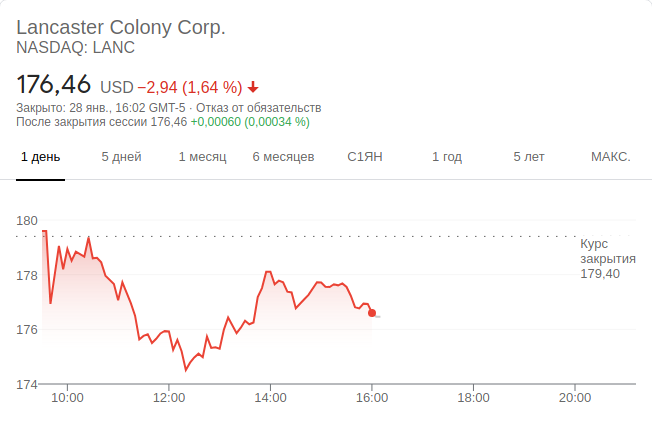 Lancaster Colony Corp.
NASDAQ: LANC
176,46 USD −2,94 (1,64 %)
Закрыто: 28 янв., 16:02 GMT-5 · Отказ от обязательств
После закрытия сессии 176,46 +0,00060 (0,00034 %)
1 день 5 дней 1 месяц 6 месяцев С1ЯН 1 год 5 лет МАКС.
180
Курс
закрытия
179,40
178
176
174
10:00 12:00 14:00 16:00 18:00 20:00